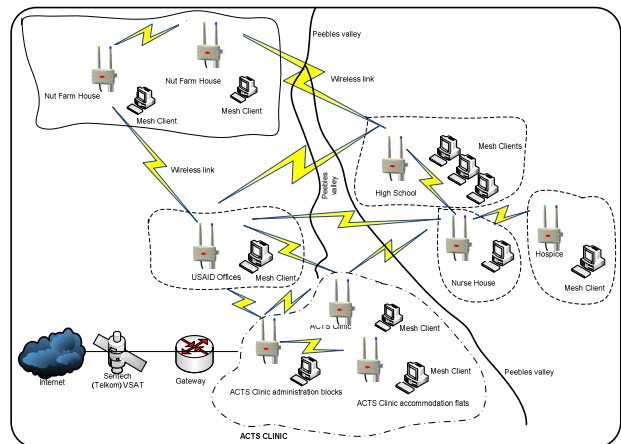 Peebles valley
Nut Farm House
Nut Farm House
Wireless link
Mesh Client
Mesh Client
Mesh Clients
Wireless link
Peebles
valley
High School
Peebles
valley
Hospice
USAID Offices
Mesh Client
Nurse House
Mesh Client
ACTS Clinic
Mesh Client
Internet
Sentech
(Telkom) VSAT
Gateway
Mesh Client
ACTS Clinic administration blocks
ACTS Clinic accommodation flats
Peebles valley
ACTS CLINIC